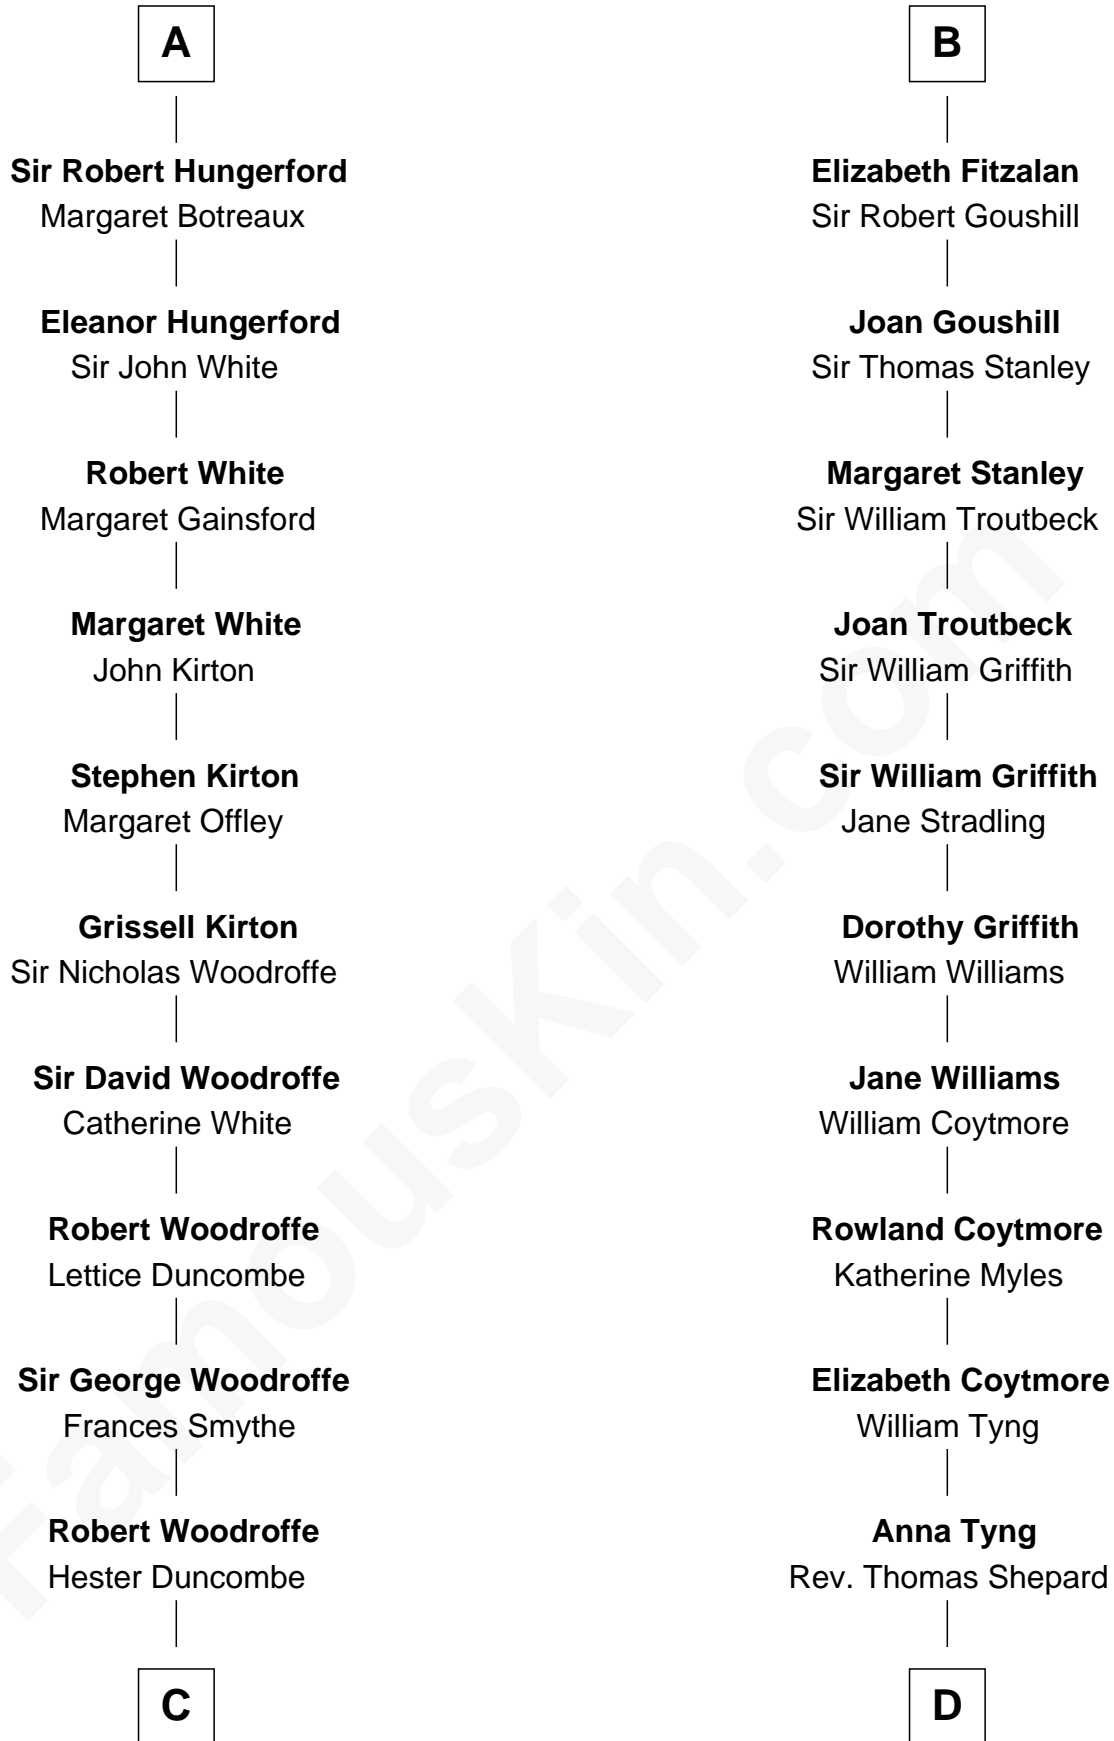 A
Sir Robert Hungerford
Margaret Botreaux
Eleanor Hungerford
Sir John White
Robert White
Margaret Gainsford
Margaret White
John Kirton
Stephen Kirton
Margaret Offley
Grissell Kirton
Sir Nicholas Woodroffe
Sir David Woodroffe
Catherine White
Robert Woodroffe
Lettice Duncombe
Sir George Woodroffe
Frances Smythe
Robert Woodroffe
Hester Duncombe
C
B
Elizabeth Fitzalan
Sir Robert Goushill
Joan Goushill
Sir Thomas Stanley
Margaret Stanley
Sir William Troutbeck
Joan Troutbeck
Sir William Griffith
Sir William Griffith
Jane Stradling
Dorothy Griffith
William Williams
Jane Williams
William Coytmore
Rowland Coytmore
Katherine Myles
Elizabeth Coytmore
William Tyng
Anna Tyng
Rev. Thomas Shepard
D
FamousKin.com